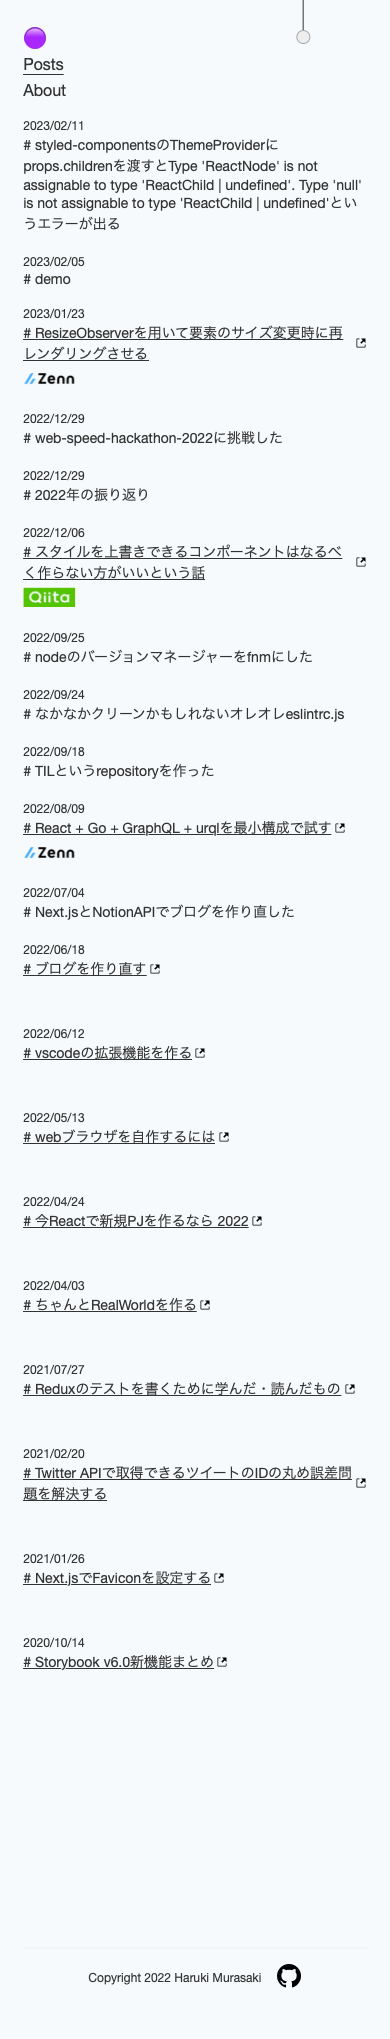 Posts
About
2023/02/11
# styled-componentsのThemeProviderに
props.childrenを渡すとType 'ReactNode' is not
assignable to type 'ReactChild | undefined'. Type 'null'
is not assignable to type 'ReactChild | undefined'とい
うエラーが出る
2023/02/05
# demo
2023/01/23
# ResizeObserverを用いて要素のサイズ変更時に再
レンダリングさせる
Zenn
2022/12/29
# web-speed-hackathon-2022に挑戦した
2022/12/29
# 2022年の振り返り
2022/12/06
# スタイルを上書きできるコンポーネントはなるべ
く作らない方がいいという話
Qiita
2022/09/25
# nodeのバージョンマネージャーをfnmにした
2022/09/24
# なかなかクリーンかもしれないオレオレeslintrc.js
2022/09/18
# TILというrepositoryを作った
2022/08/09
# React + Go + GraphQL + urqlを最小構成で試す
Zenn
2022/07/04
# Next.jsとNotionAPIでブログを作り直した
2022/06/18
# ブログを作り直す
2022/06/12
# vscodeの拡張機能を作る
2022/05/13
# webブラウザを自作するには
2022/04/24
# 今Reactで新規PJを作るなら 2022
2022/04/03
# ちゃんとRealWorldを作る
2021/07/27
# Reduxのテストを書くために学んだ・読んだもの
2021/02/20
# Twitter APIで取得できるツイートのIDの丸め誤差問
題を解決する
2021/01/26
# Next.jsでFaviconを設定する
2020/10/14
# Storybook v6.0新機能まとめ
Copyright 2022 Haruki Murasaki